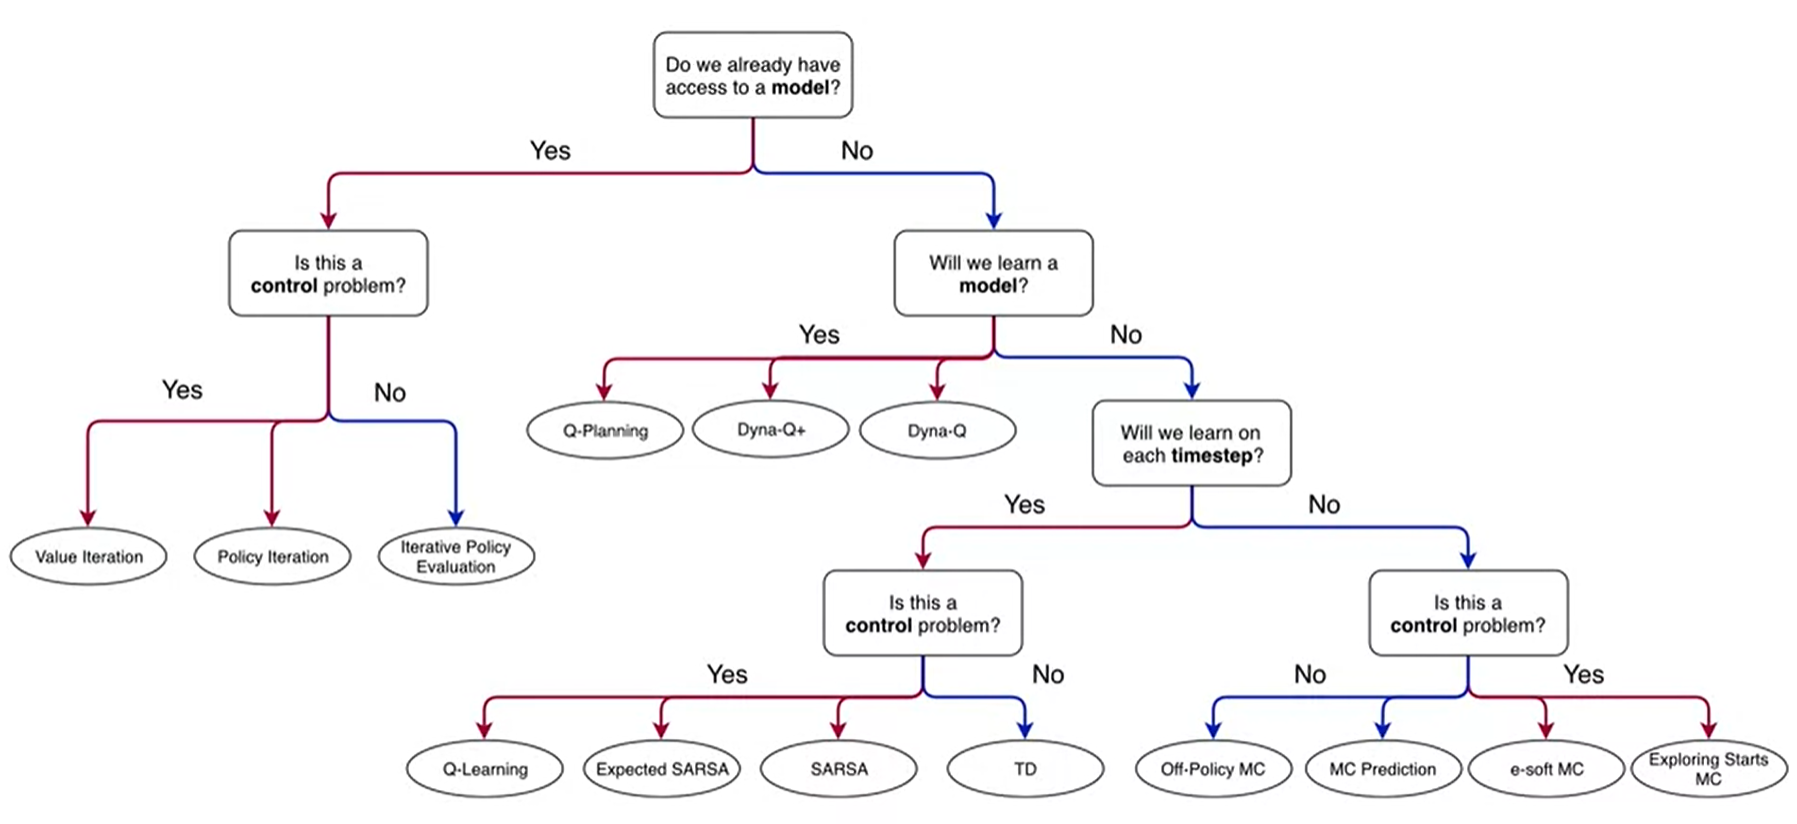 Do we already have
access to a model?
Yes
No
Is this a
control problem?
Will we learn a
model?
Yes
No
Yes
No
Q-Planning
Dyna-Q+
Dyna-Q
Will we learn on
each timestep?
Yes
No
Value Iteration
Policy Iteration
Iterative Policy
Evaluation
Is this a
control problem?
Is this a
control problem?
Yes
No
No
Yes
Q-Learning
Expected SARSA
SARSA
TD
Off-Policy MC
MC Prediction
e-soft MC
Exploring Starts
MC